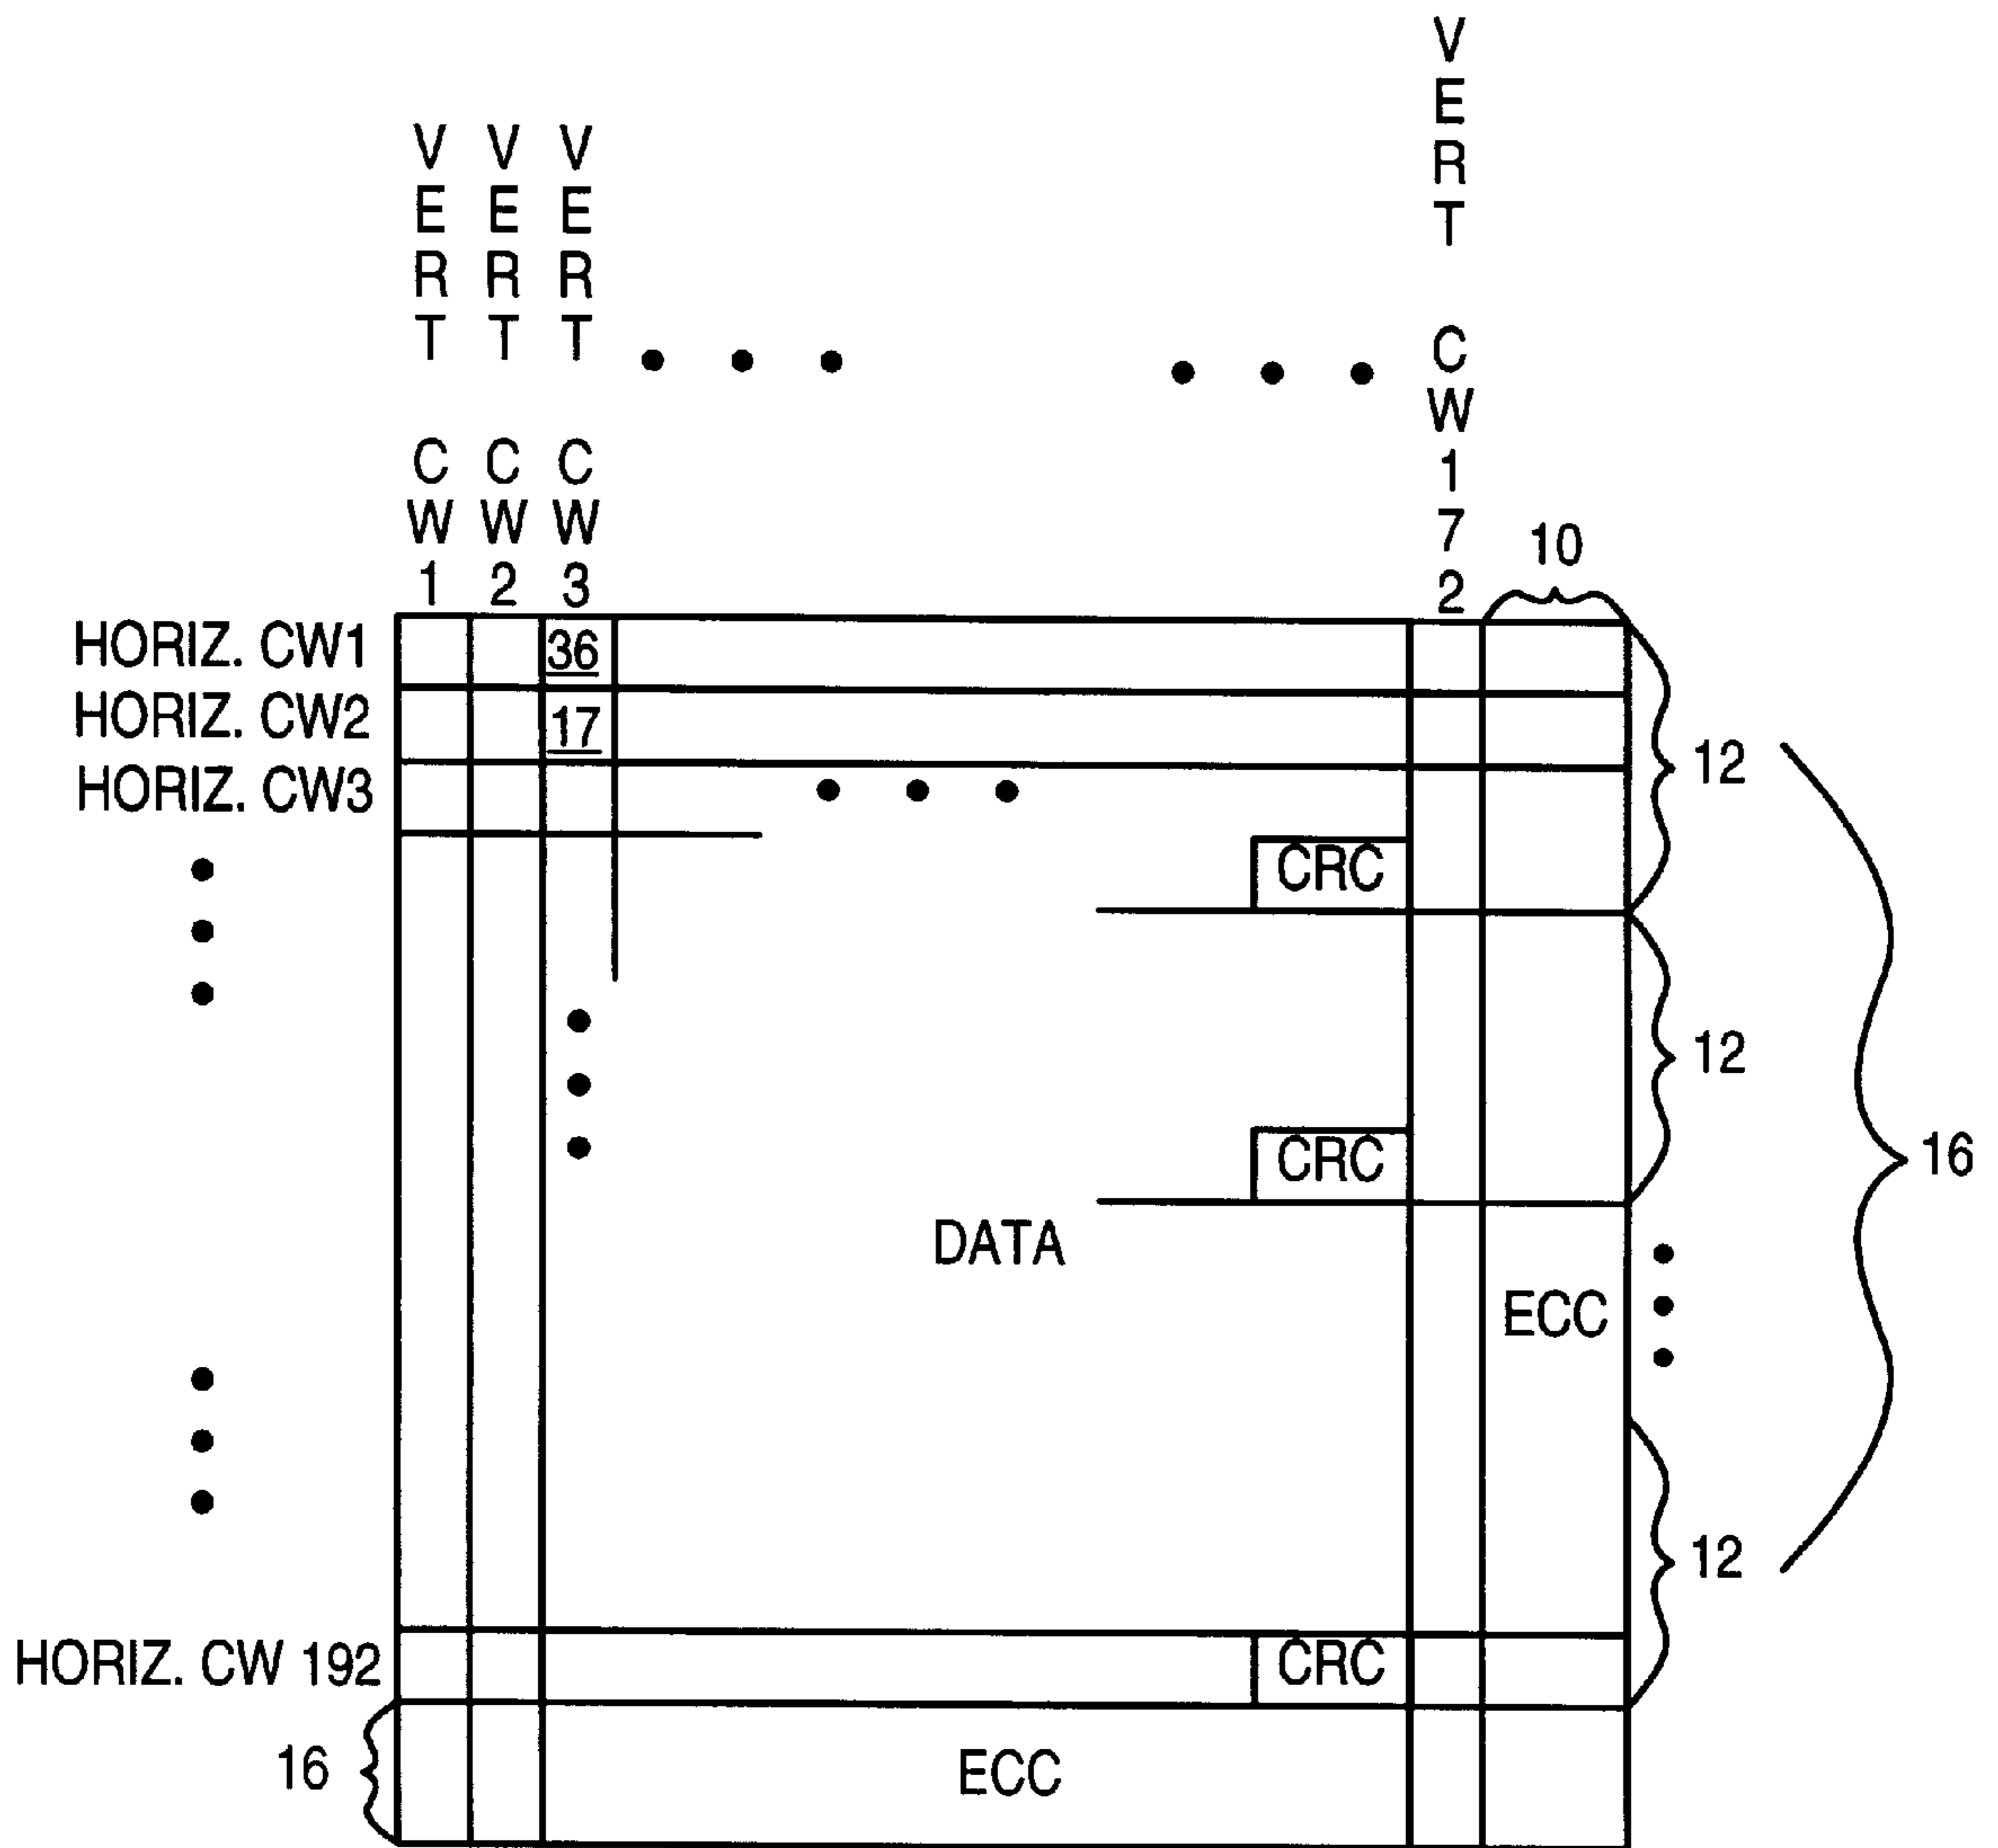 VERT CW1
VERT CW2
VERT CW3
VERT CW172
10
HORIZ. CW1
36
HORIZ. CW2
17
12
HORIZ. CW3
CRC
12
CRC
16
DATA
ECC
12
HORIZ. CW 192
CRC
16
ECC